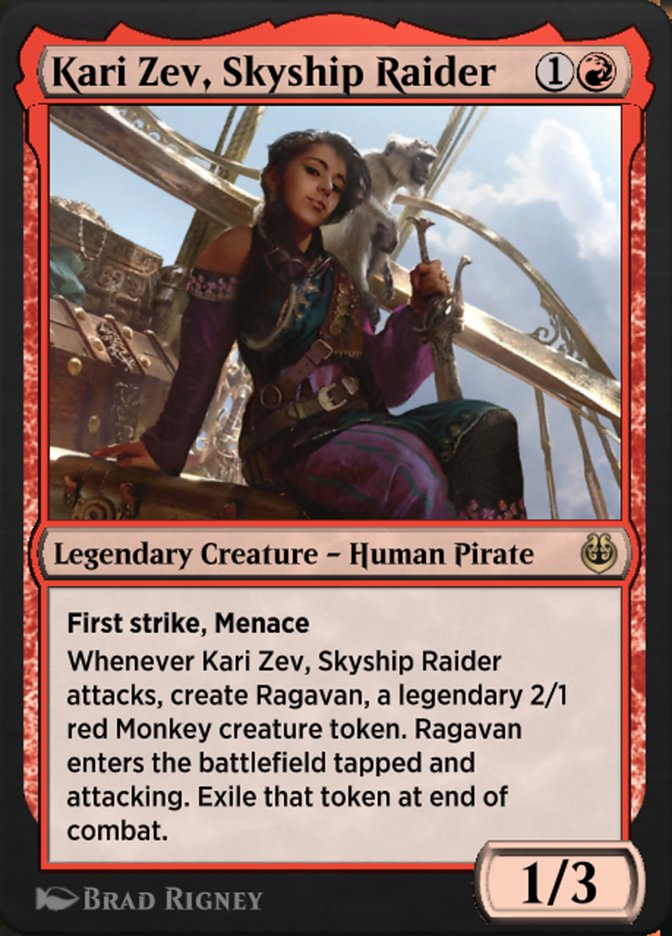 Kari Zev, Skyship Raider 1
Legendary Creature – Human Pirate
First strike, Menace
Whenever Kari Zev, Skyship Raider
attacks, create Ragavan, a legendary 2/1
red Monkey creature token. Ragavan
enters the battlefield tapped and
attacking. Exile that token at end of
combat.
1/3
Brad Rigney